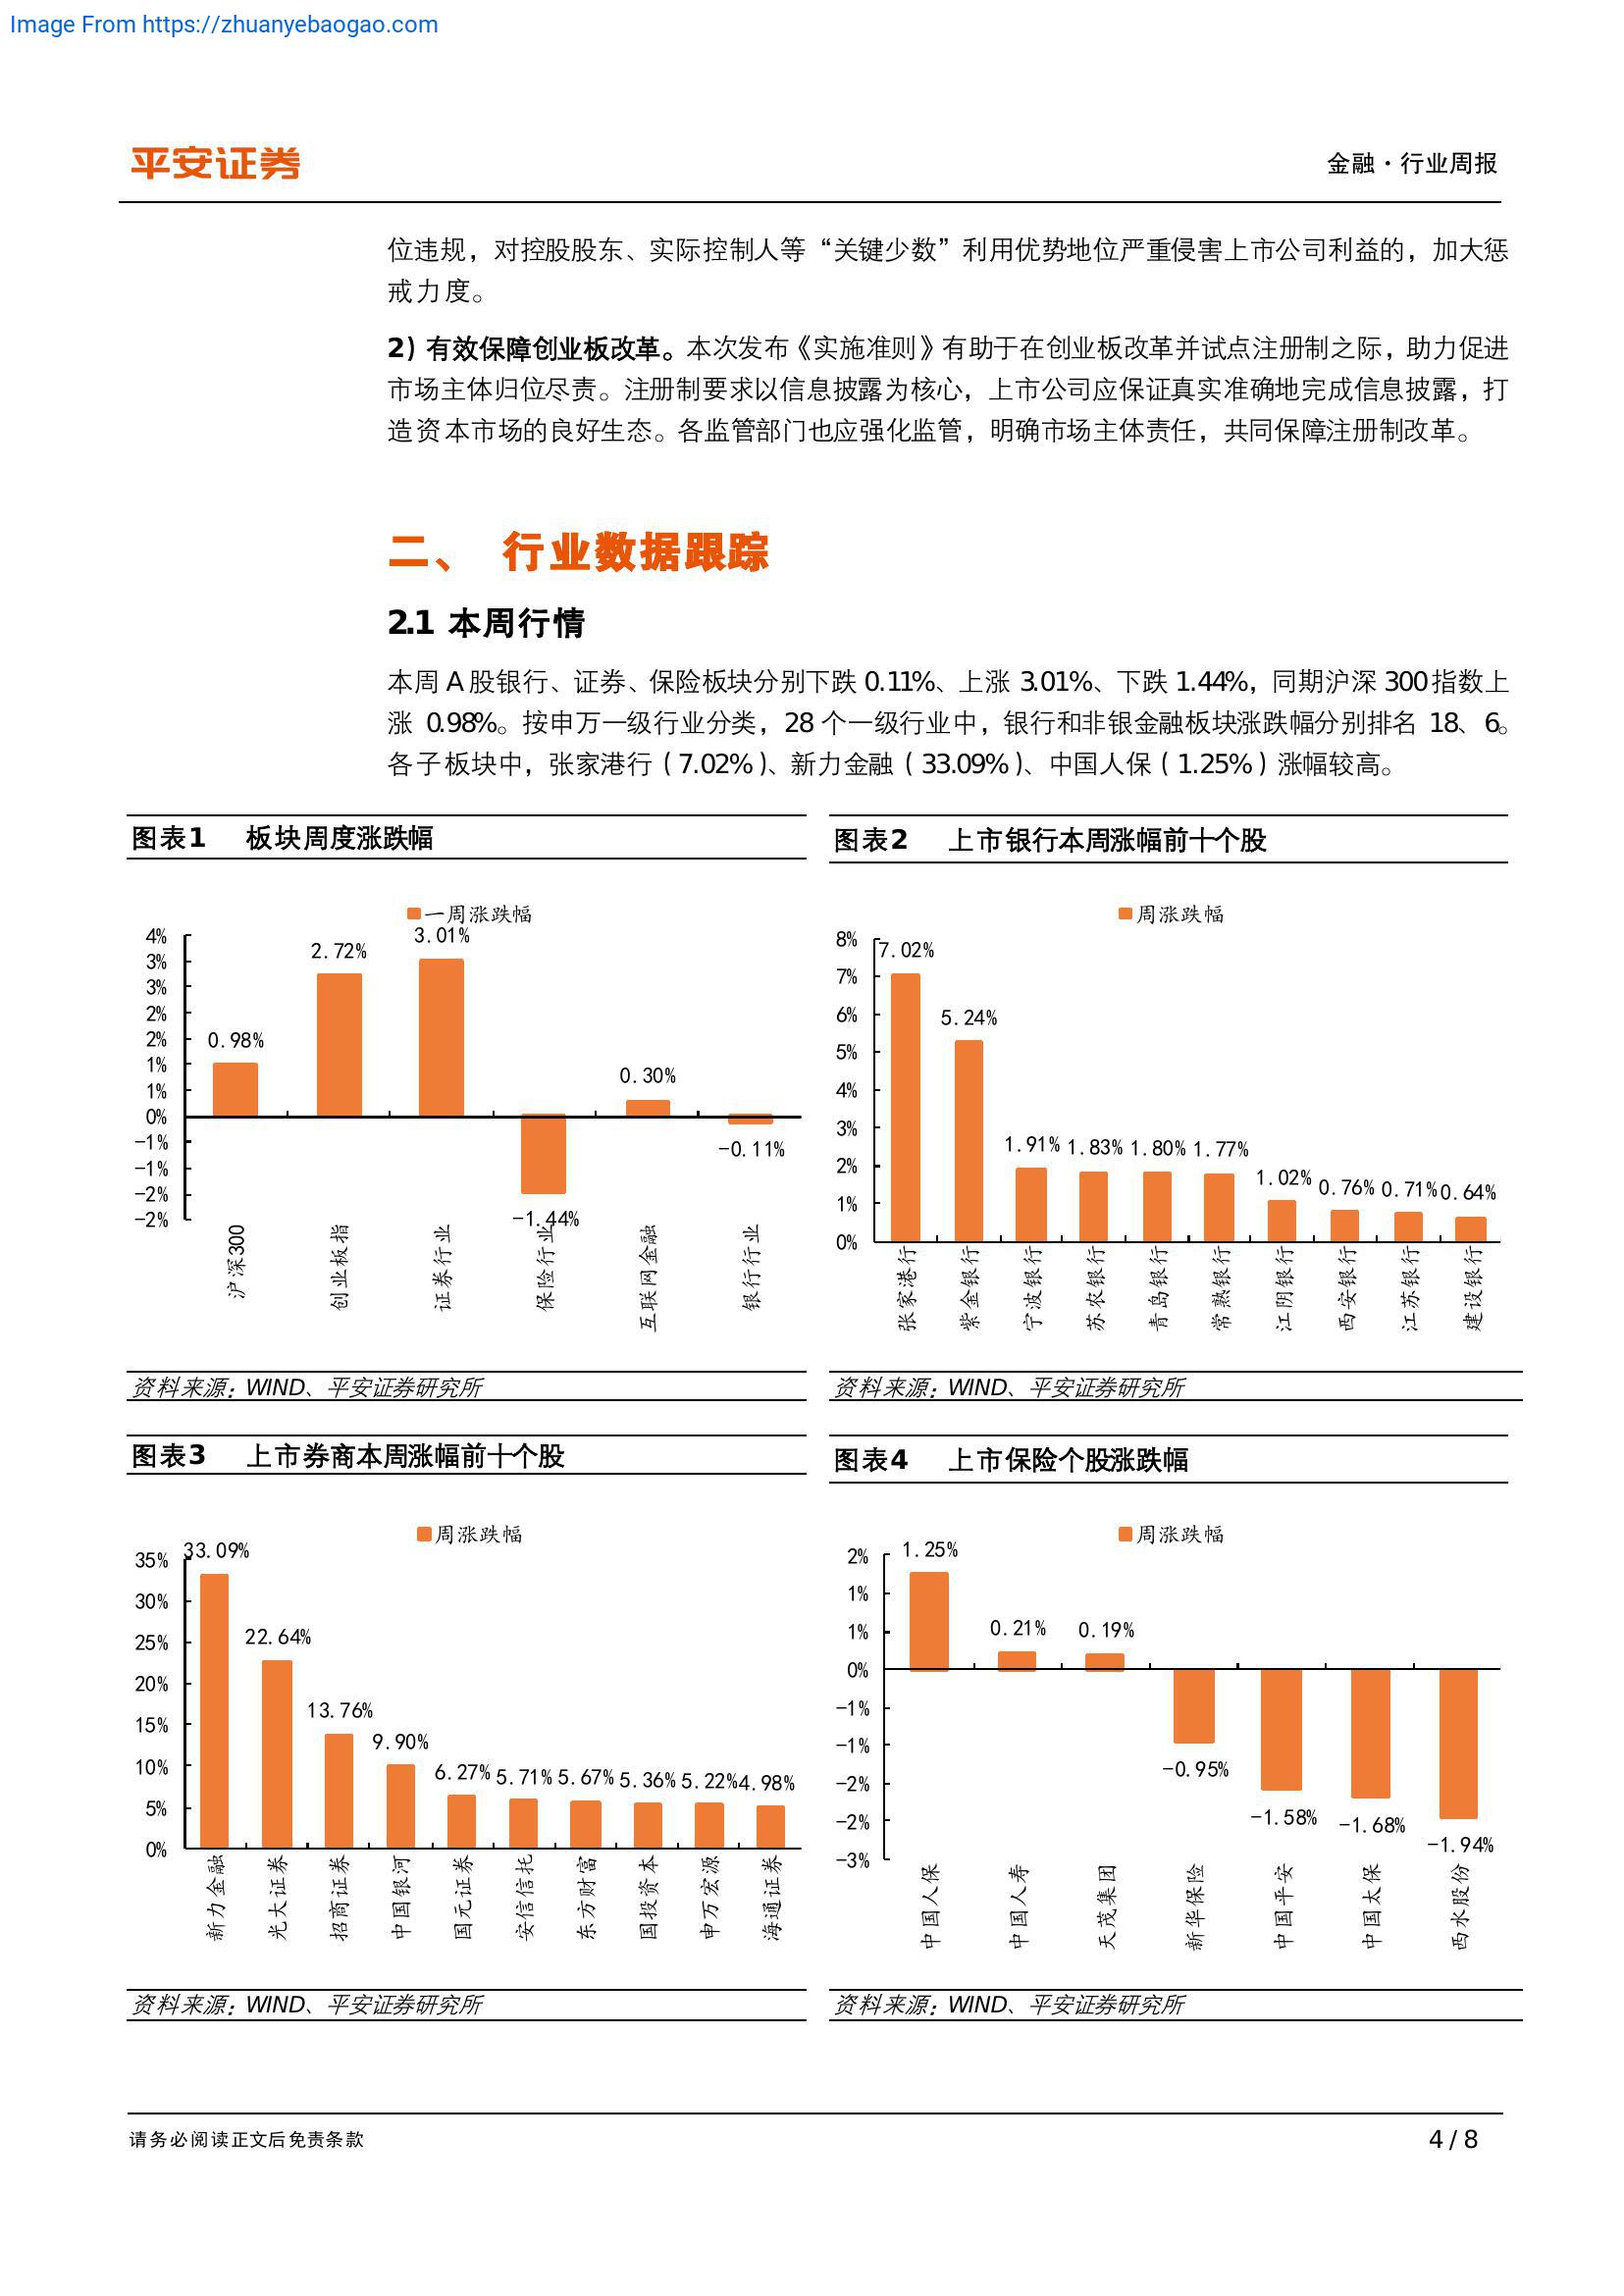 Image From https://zhuanyebaogao.com
平安证券
金融·行业周报
位违规，对控股股东、实际控制人等“关键少数”利用优势地位严重侵害上市公司利益的，加大惩
戒力度。
2）有效保障创业板改革。本次发布《实施准则》有助于在创业板改革并试点注册制之际，助力促进
市场主体归位尽责。注册制要求以信息披露为核心，上市公司应保证真实准确地完成信息披露，打
造资本市场的良好生态。各监管部门也应强化监管，明确市场主体责任，共同保障注册制改革。
二、 行业数据跟踪
2.1 本周行情
本周 A 股银行、证券、保险板块分别下跌 0.11%、上涨 3.01%、下跌 1.44%，同期沪深 300 指数上
涨 0.98%。按申万一级行业分类，28 个一级行业中，银行和非银金融板块涨跌幅分别排名 18、6。
各子板块中，张家港行（7.02%）、新力金融（33.09%）、中国人保（1.25%）涨幅较高。
图表1 板块周度涨跌幅
一周涨跌幅
4%
3%
3%
2%
2%
1%
1%
0%
-1%
-1%
-2%
-2%
0.98%
2.72%
3.01%
-1.44%
0.30%
-0.11%
沪深300
创业板指
证券行业
保险行业
互联网金融
银行行业
资料来源：WIND、平安证券研究所
图表2 上市银行本周涨幅前十个股
周涨跌幅
8%
7%
6%
5%
4%
3%
2%
1%
0%
7.02%
5.24%
1.91%
1.83%
1.80%
1.77%
1.02%
0.76%
0.71%
0.64%
张家港行
紫金银行
宁波银行
苏农银行
青岛银行
常熟银行
江阴银行
西安银行
江苏银行
建设银行
资料来源：WIND、平安证券研究所
图表3 上市券商本周涨幅前十个股
周涨跌幅
35%
30%
25%
20%
15%
10%
5%
0%
33.09%
22.64%
13.76%
9.90%
6.27%
5.71%
5.67%
5.36%
5.22%
4.98%
新力金融
光大证券
招商证券
中国银河
国元证券
安信信托
东方财富
国投资本
申万宏源
海通证券
资料来源：WIND、平安证券研究所
图表4 上市保险个股涨跌幅
周涨跌幅
2%
1%
1%
0%
-1%
-1%
-2%
-2%
-3%
1.25%
0.21%
0.19%
-0.95%
-1.58%
-1.68%
-1.94%
中国人保
中国人寿
天茂集团
新华保险
中国平安
中国太保
西水股份
资料来源：WIND、平安证券研究所
请务必阅读正文后免责条款
4 / 8